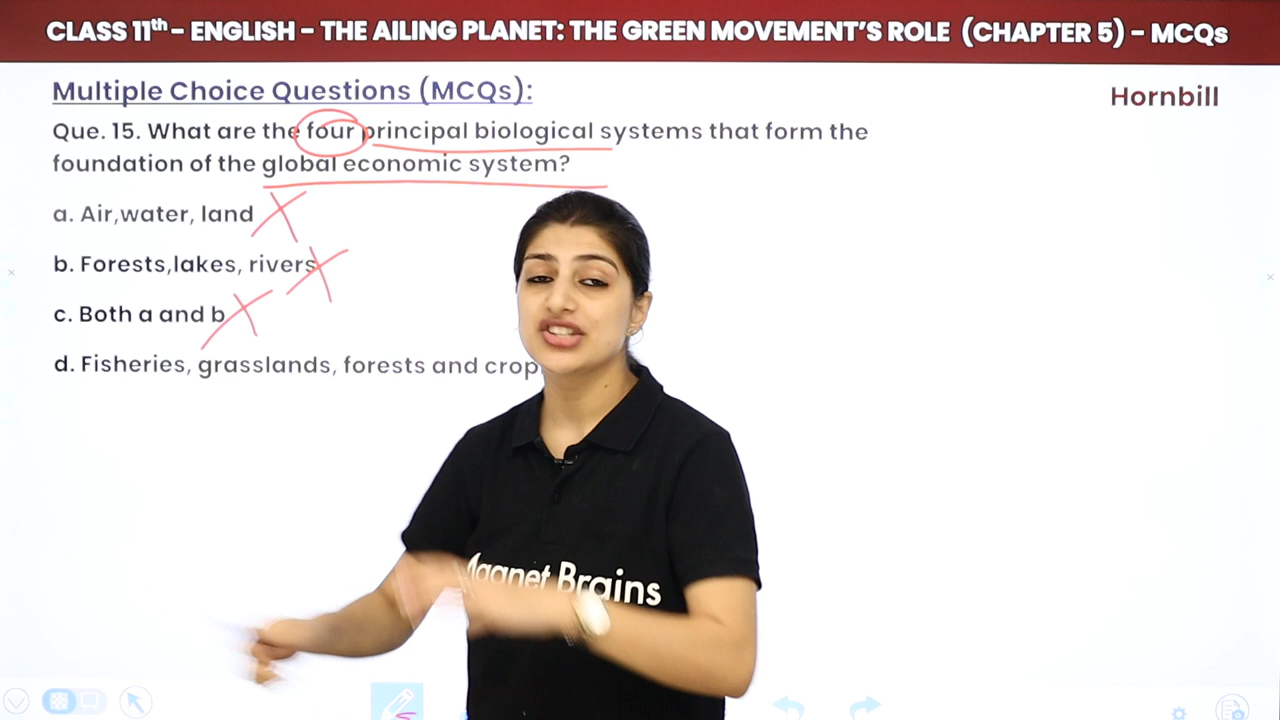 CLASS 11th - ENGLISH - THE AILING PLANET: THE GREEN MOVEMENT'S ROLE (CHAPTER 5) - MCQs
Multiple Choice Questions (MCQs):
Hornbill
Que. 15. What are the four principal biological systems that form the
foundation of the global economic system?
a. Air,water, land
b. Forests,lakes, rivers
c. Both a and b
d. Fisheries, grasslands, forests and crop
Magnet Brains